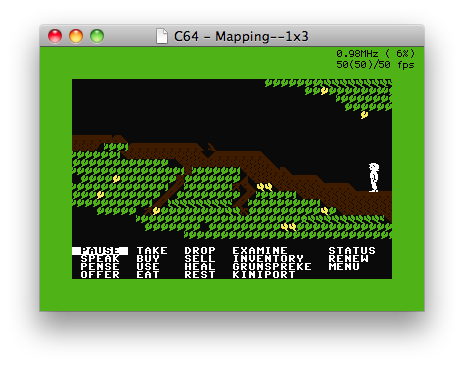 C64 - Mapping--1x3
0.98MHz ( 6%)
50(50)/50 fps
PAUSE TAKE DROP EXAMINE STATUS
SPEAK BUY SELL INVENTORY RENEW
PENSE USE HEAL GRUNSPREKE MENU
OFFER EAT REST KINIPORT